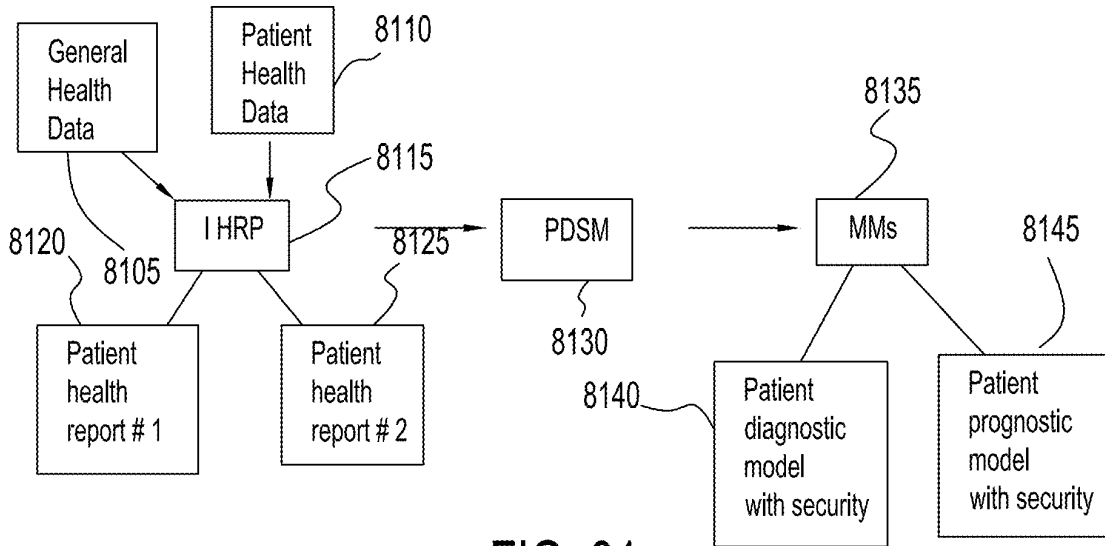 General
Health
Data
Patient
Health
Data
8110
8135
8115
8120
8105
I HRP
8125
PDSM
MMs
8145
8130
Patient
health
report # 1
Patient
health
report # 2
8140
Patient
diagnostic
model
with security
Patient
prognostic
model
with security